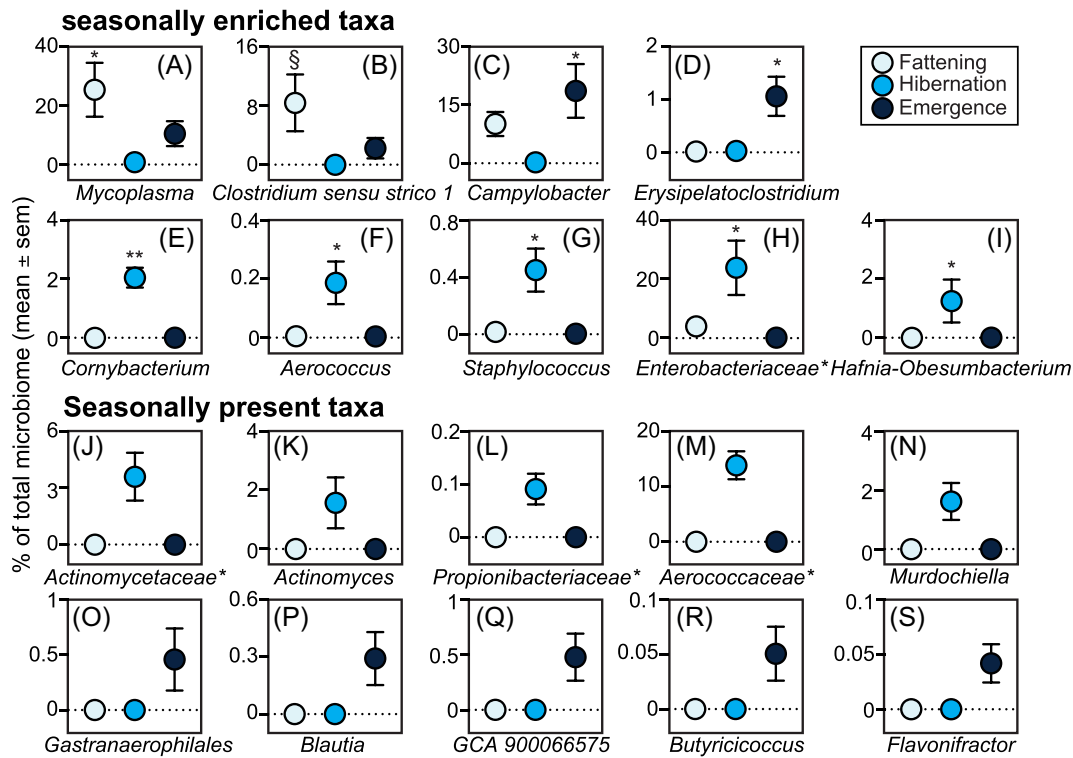 seasonally enriched taxa
% of total microbiome (mean ± sem)
40 20 0 * (A)
16 8 0 § (B)
30 15 0 (C) *
2 1 0 (D) *
Fattening
Hibernation
Emergence
Mycoplasma Clostridium sensu strico 1 Campylobacter Erysipelatoclostridium
4 2 0 ** (E)
0.4 0.2 0 * (F)
0.8 0.4 0 * (G)
40 20 0 * (H)
4 2 0 * (I)
Cornybacterium Aerococcus Staphylococcus Enterobacteriaceae* Hafnia-Obesumbacterium
Seasonally present taxa
6 3 0 (J)
4 2 0 (K)
0.2 0.1 0 (L)
20 10 0 (M)
4 2 0 (N)
Actinomycetaceae* Actinomyces Propionibacteriaceae* Aerococcaceae* Murdochiella
1 0.5 0 (O)
0.6 0.3 0 (P)
1 0.5 0 (Q)
0.1 0.05 0 (R)
0.1 0.05 0 (S)
Gastranaerophilales Blautia GCA 900066575 Butyricicoccus Flavonifractor